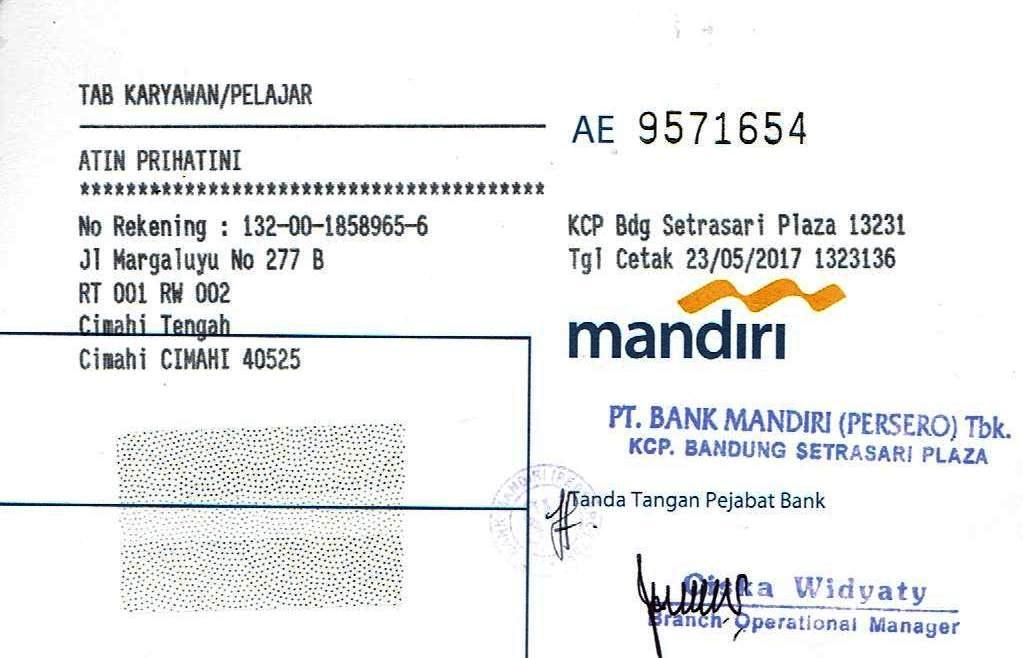 TAB KARYAWAN/PELAJAR
AE 9571654
ATIN PRIHATINI
****************************************
No Rekening : 132-00-1858965-6
Jl Margaluyu No 277 B
RT 001 RW 002
Cimahi Tengah
Cimahi CIMAHI 40525
KCP Bdg Setrasari Plaza 13231
Tgl Cetak 23/05/2017 1323136
mandiri
PT. BANK MANDIRI (PERSERO) Tbk.
KCP. BANDUNG SETRASARI PLAZA
Tanda Tangan Pejabat Bank
Widyaty
Branch Operational Manager